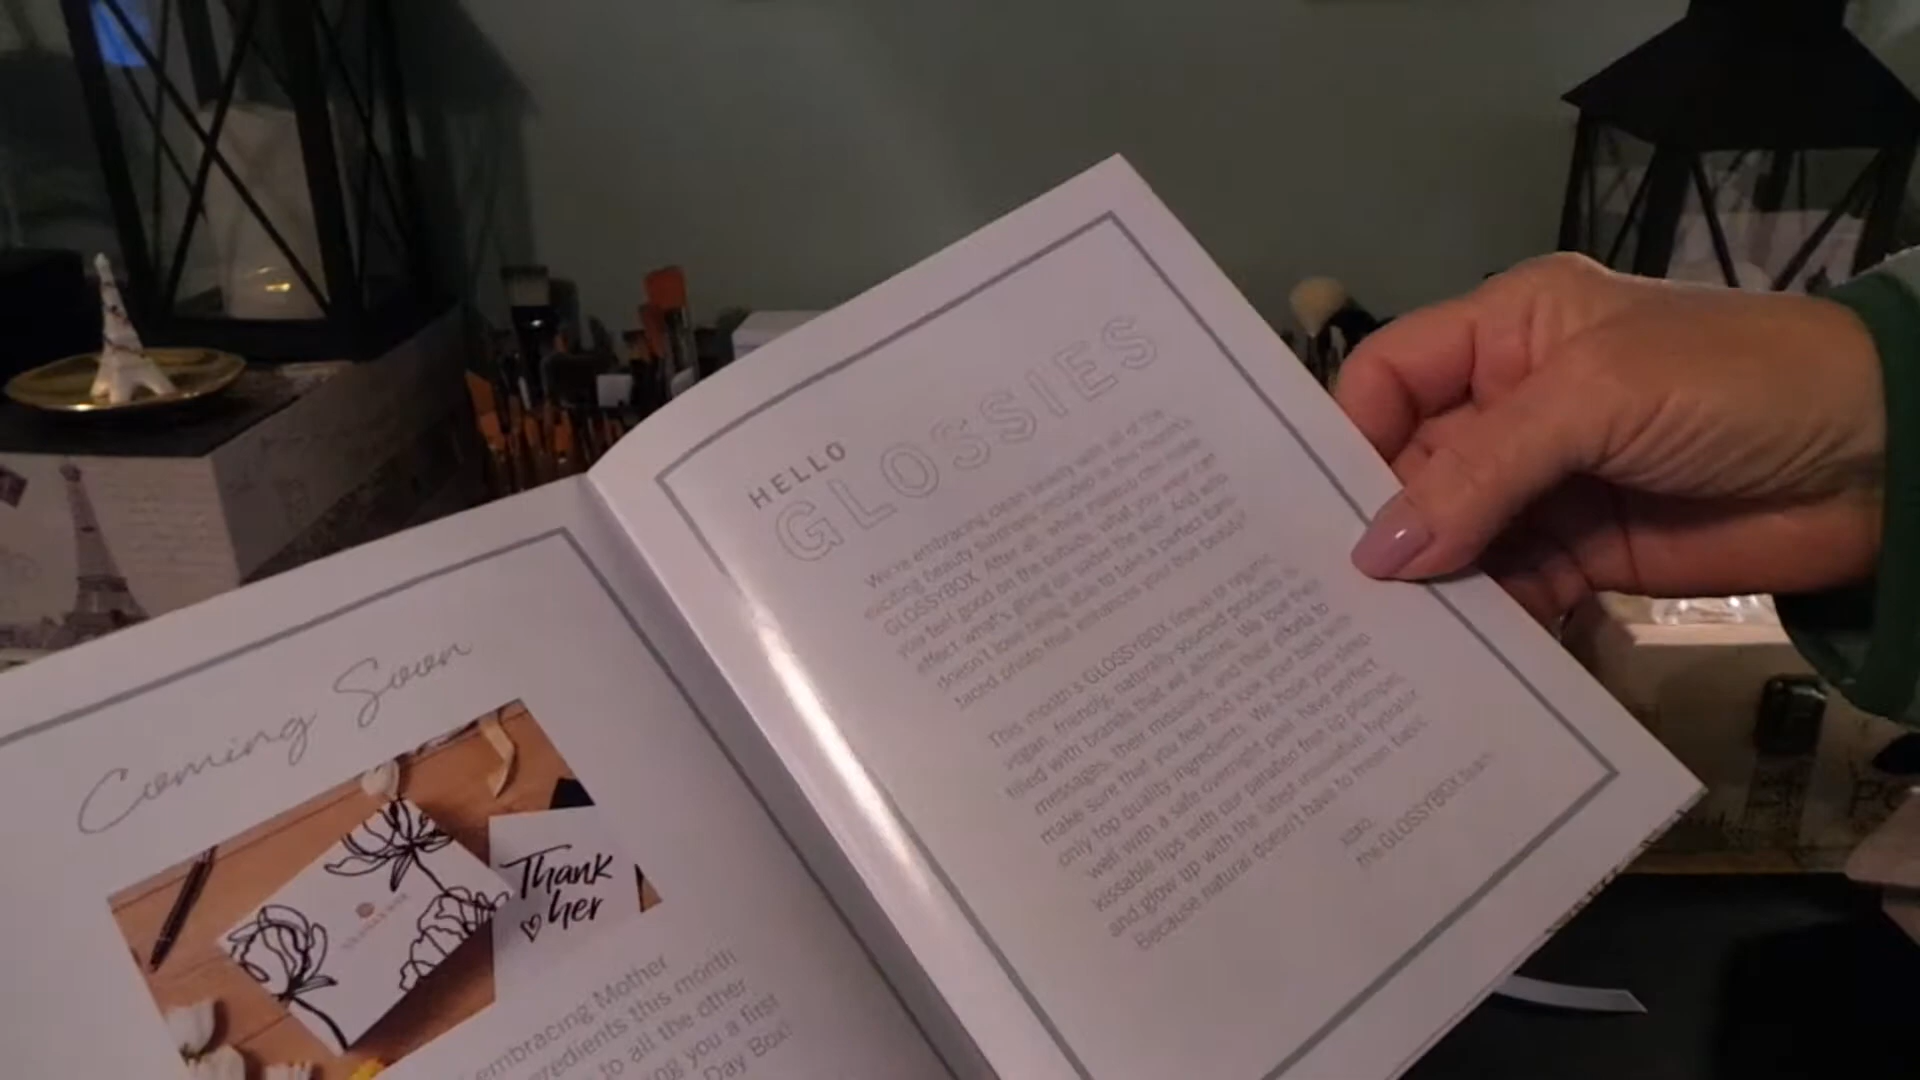 Coming Soon
Thank
her
embracing Mother
ingredients this month
to all the other
you a first
Day Box!
HELLO
GLOSSIES
We're embracing clean beauty with all of the
exciting beauty included in this month's
GLOSSYBOX. After all, while makeup can make
you feel good on the outside, what you wear can
effect what's going on under the skin. And who
doesn't love being able to take a perfect bare
faced photo that enhances your true beauty?
This month's GLOSSYBOX is organic
vegan friendly, naturally-sourced products is
filled with brands that we admire. We love their
messages, their missions, and their efforts to
make sure that you feel and look your best with
only top quality ingredients. We hope you sleep
well with a safe overnight peel, have perfect
kissable lips with our paraben free lip plumper,
and glow up with the latest innovative hydrator.
Because natural doesn't have to mean basic
xoxo,
the GLOSSYBOX team